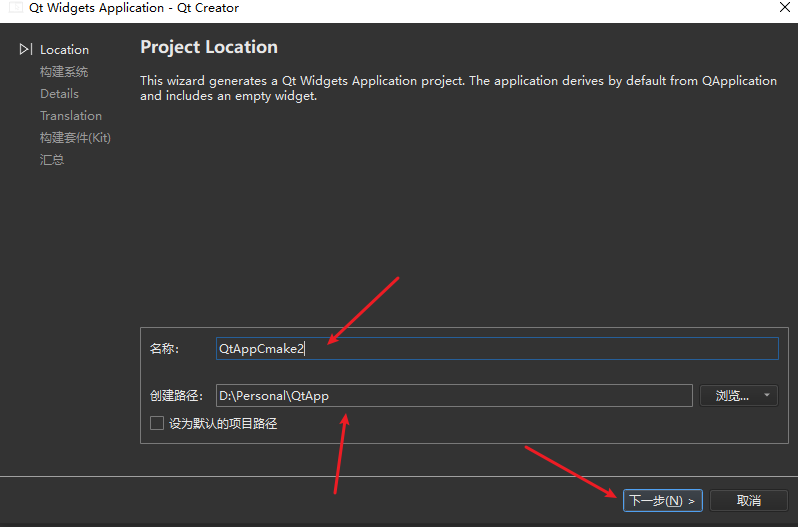 Qt Widgets Application - Qt Creator
Location
构建系统
Details
Translation
构建套件(Kit)
汇总
Project Location
This wizard generates a Qt Widgets Application project. The application derives by default from QApplication
and includes an empty widget.
名称：
QtAppCmake2
创建路径：
D:\Personal\QtApp
浏览...
设为默认的项目路径
下一步(N) >
取消